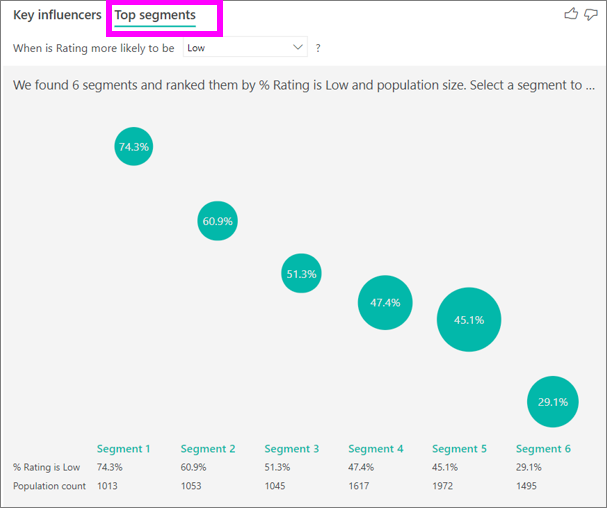 Key influencers Top segments
When is Rating more likely to be Low ?
We found 6 segments and ranked them by % Rating is Low and population size. Select a segment to ...
74.3%
60.9%
51.3%
47.4%
45.1%
29.1%
Segment 1 Segment 2 Segment 3 Segment 4 Segment 5 Segment 6
% Rating is Low 74.3% 60.9% 51.3% 47.4% 45.1% 29.1%
Population count 1013 1053 1045 1617 1972 1495